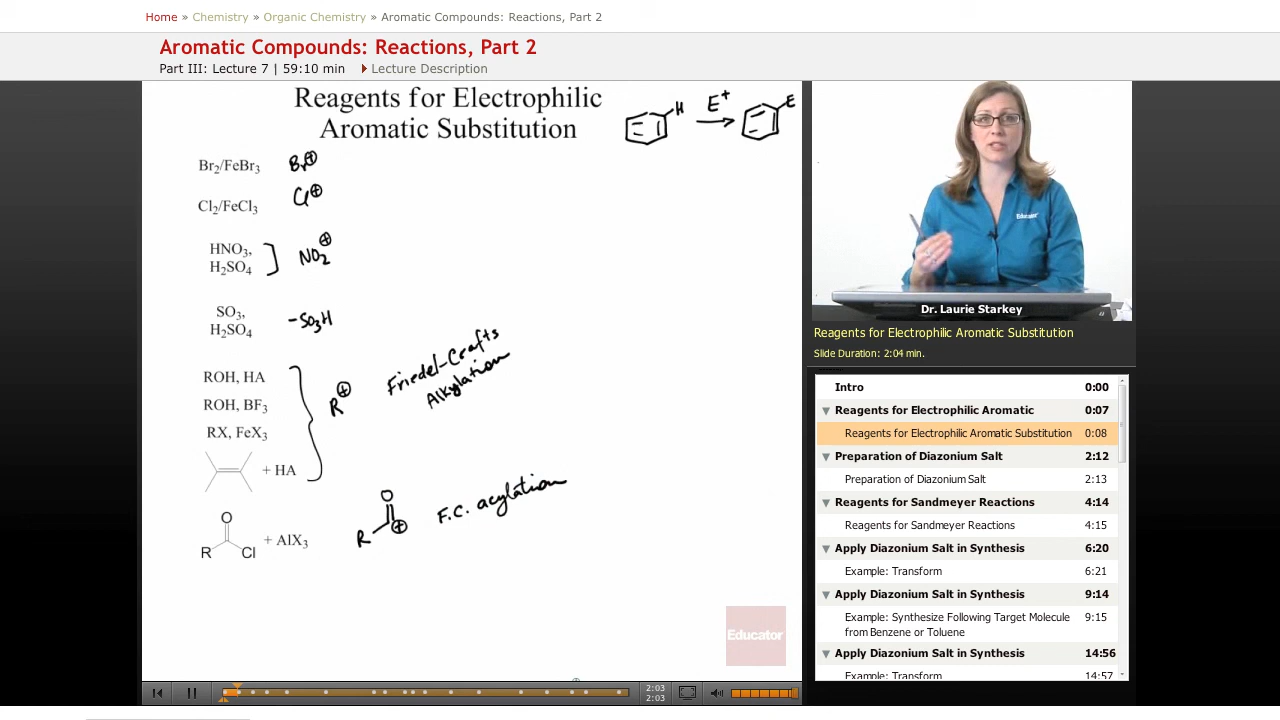 Home » Chemistry » Organic Chemistry » Aromatic Compounds: Reactions, Part 2
Aromatic Compounds: Reactions, Part 2
Part III: Lecture 7 | 59:10 min
Lecture Description
Reagents for Electrophilic
Aromatic Substitution
H E+ E
Br2/FeBr3 Br⊕
Cl2/FeCl3 Cl⊕
HNO3,
H2SO4
NO2⊕
SO3,
H2SO4
-SO3H
ROH, HA
ROH, BF3
RX, FeX3
+ HA
R⊕
Friedel-Crafts
Alkylation
O
R Cl + AlX3
O
R ⊕
F.C. acylation
Educator
Educator
Dr. Laurie Starkey
Reagents for Electrophilic Aromatic Substitution
Slide Duration: 2:04 min.
Intro 0:00
Reagents for Electrophilic Aromatic 0:07
Reagents for Electrophilic Aromatic Substitution 0:08
Preparation of Diazonium Salt 2:12
Preparation of Diazonium Salt 2:13
Reagents for Sandmeyer Reactions 4:14
Reagents for Sandmeyer Reactions 4:15
Apply Diazonium Salt in Synthesis 6:20
Example: Transform 6:21
Apply Diazonium Salt in Synthesis 9:14
Example: Synthesize Following Target Molecule 9:15
from Benzene or Toluene
Apply Diazonium Salt in Synthesis 14:56
Example: Transform 14:57
2:03
2:03